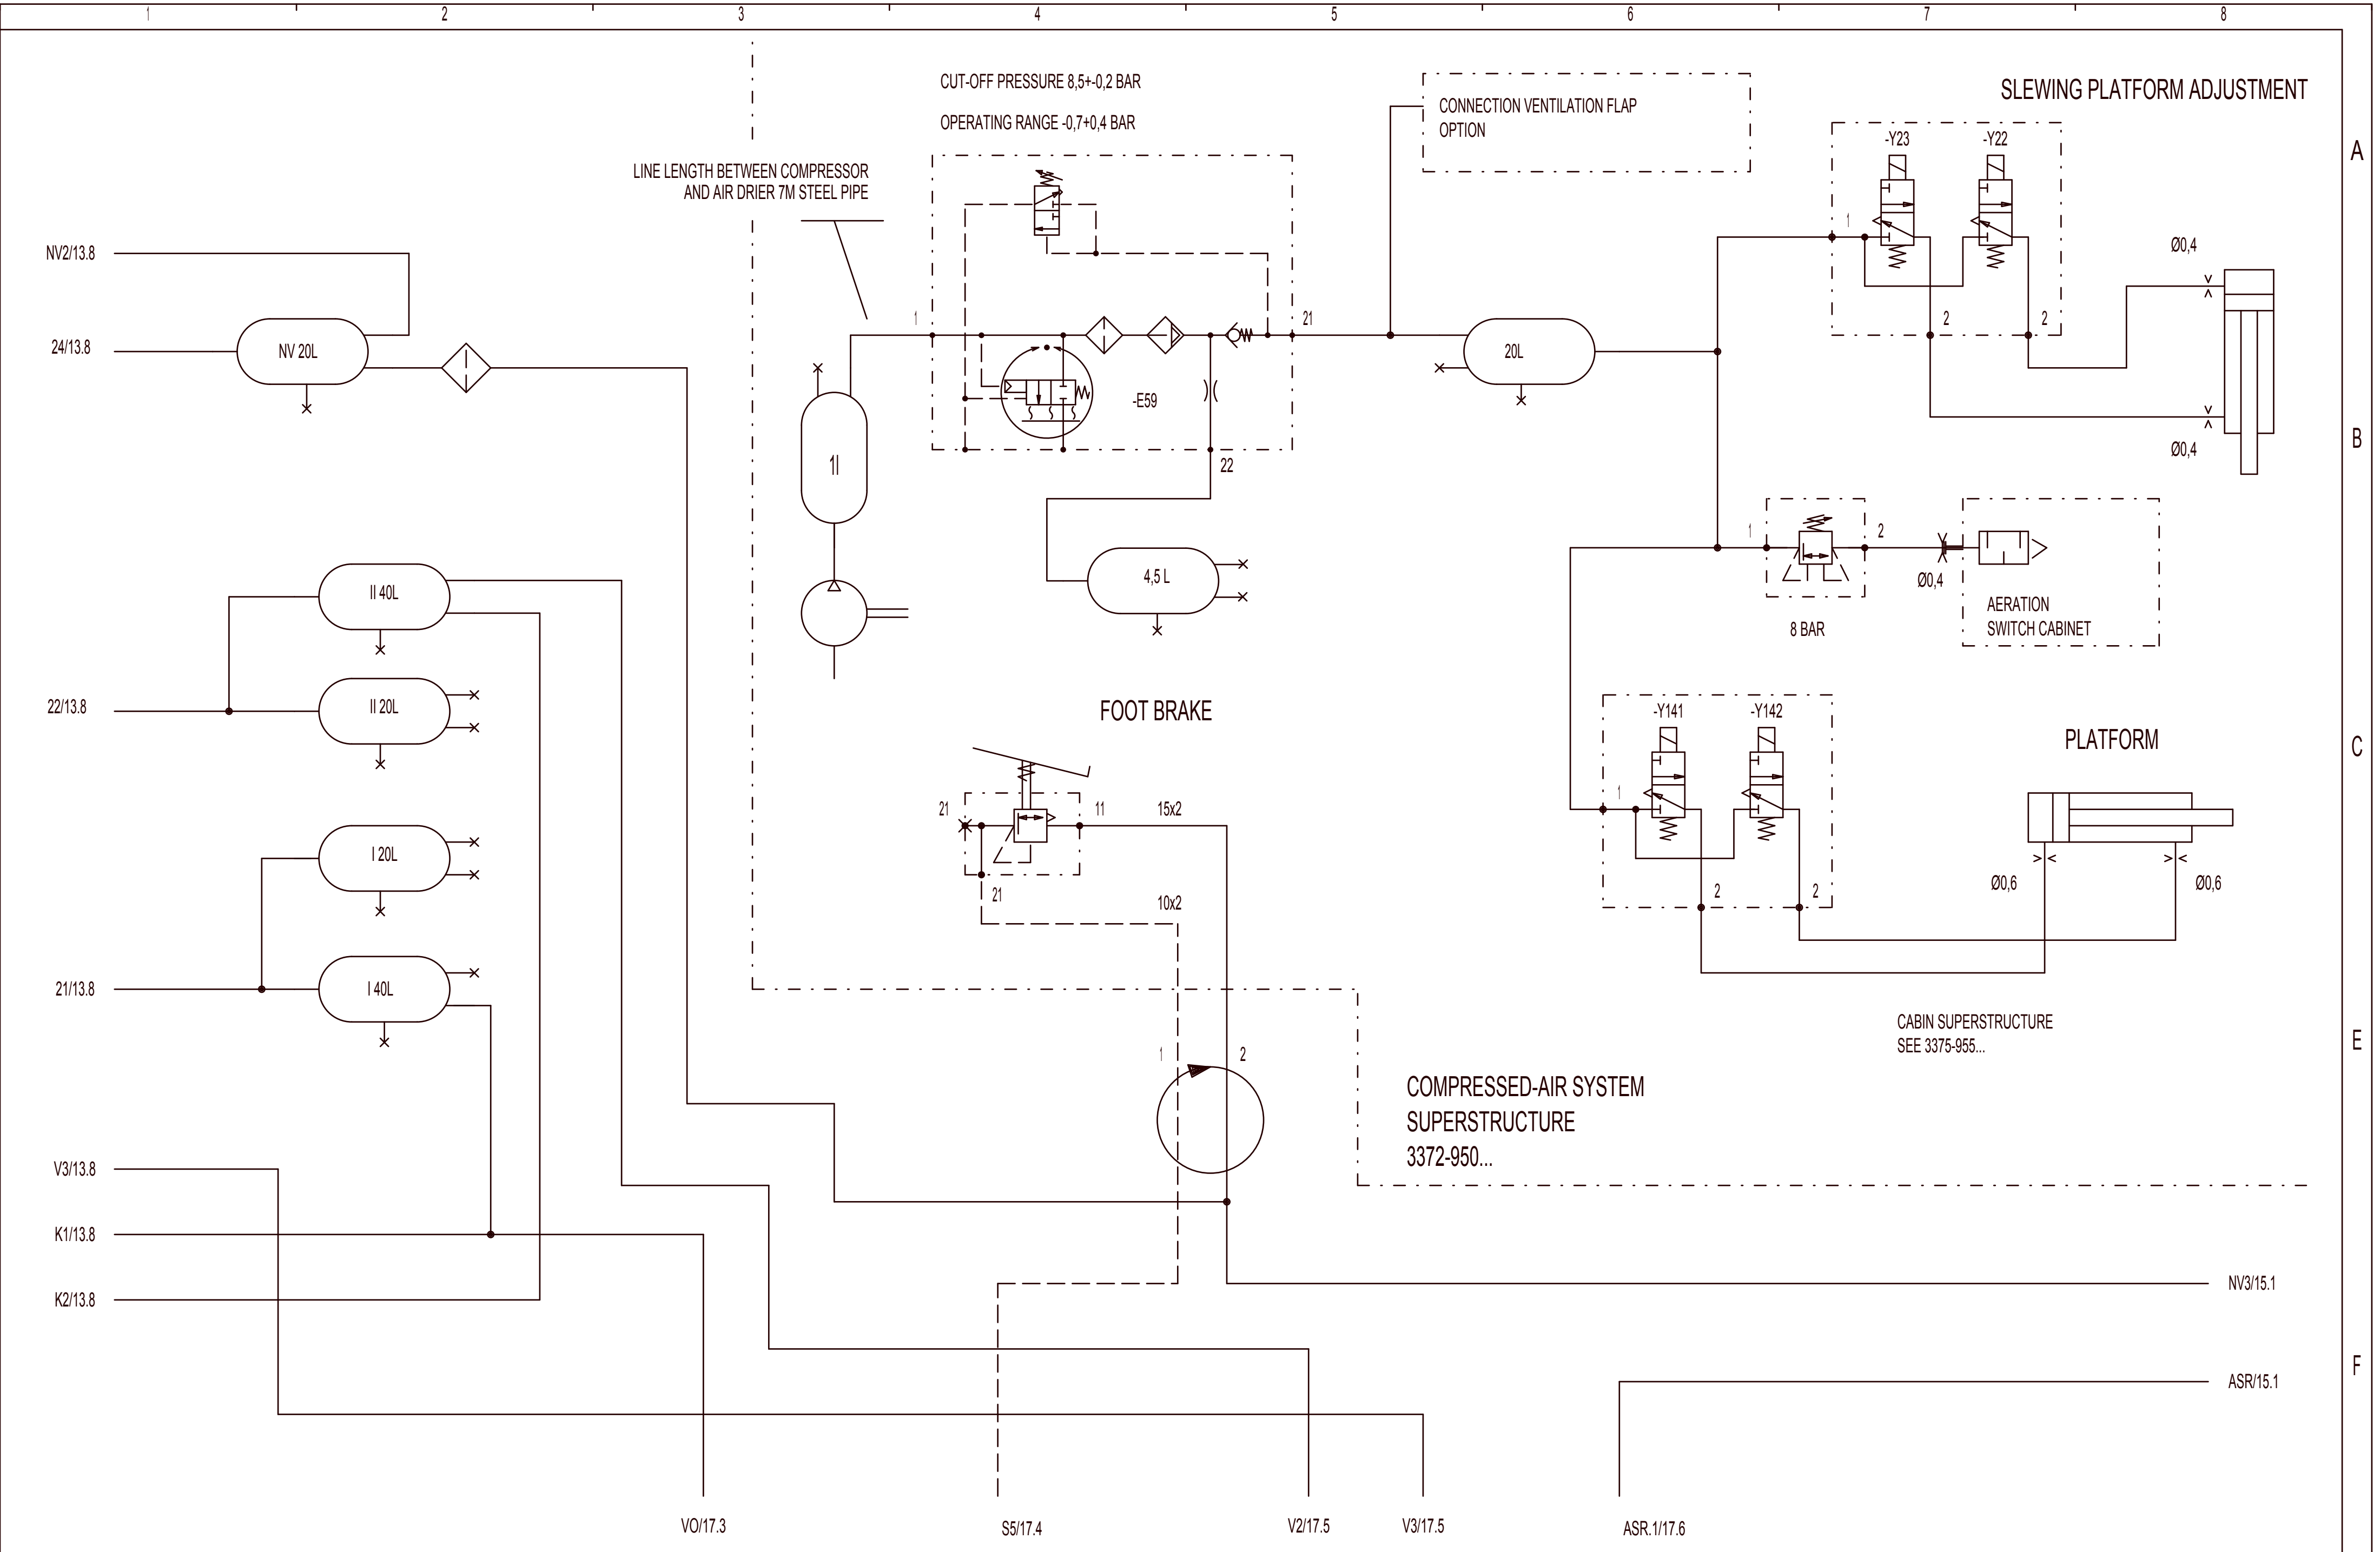 1 2 3 4 5 6 7 8
CUT-OFF PRESSURE 8,5+-0,2 BAR
OPERATING RANGE -0,7+0,4 BAR
CONNECTION VENTILATION FLAP
OPTION
SLEWING PLATFORM ADJUSTMENT
-Y23
-Y22
A
LINE LENGTH BETWEEN COMPRESSOR
AND AIR DRIER 7M STEEL PIPE
1
NV2/13.8
Ø0,4
1
21
2
2
24/13.8
NV 20L
20L
-E59
B
Ø0,4
1l
22
1
2
4,5 L
Ø0,4
II 40L
AERATION
SWITCH CABINET
8 BAR
22/13.8
II 20L
FOOT BRAKE
-Y141
-Y142
PLATFORM
C
1
21
11
15x2
I 20L
21
10x2
2
2
Ø0,6
Ø0,6
21/13.8
I 40L
CABIN SUPERSTRUCTURE
SEE 3375-955...
E
1
2
COMPRESSED-AIR SYSTEM
SUPERSTRUCTURE
3372-950...
V3/13.8
K1/13.8
K2/13.8
NV3/15.1
F
ASR/15.1
VO/17.3
S5/17.4
V2/17.5
V3/17.5
ASR.1/17.6